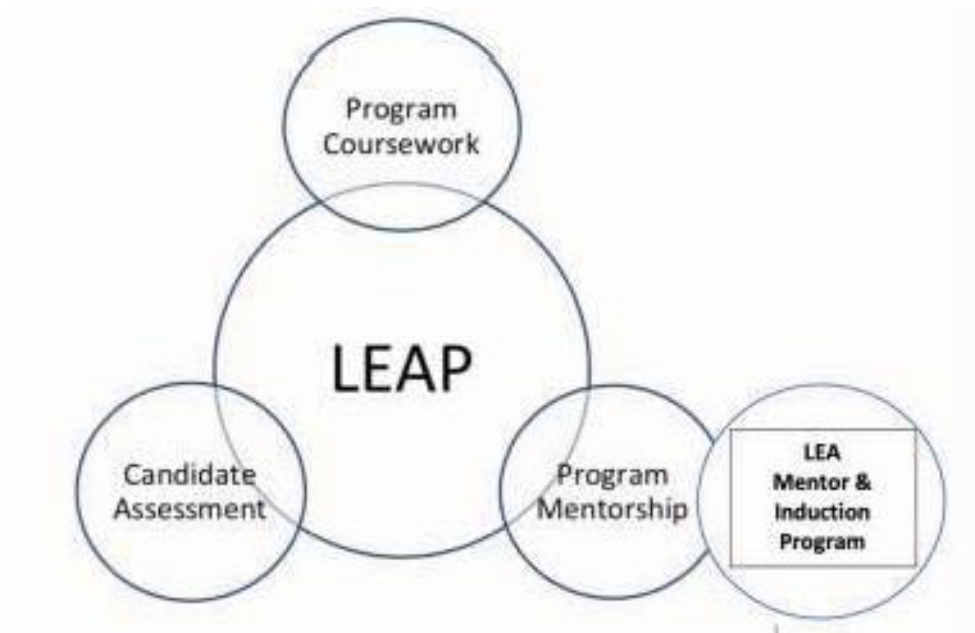 Program
Coursework
LEAP
Candidate
Assessment
Program
Mentorship
LEA
Mentor &
Induction
Program